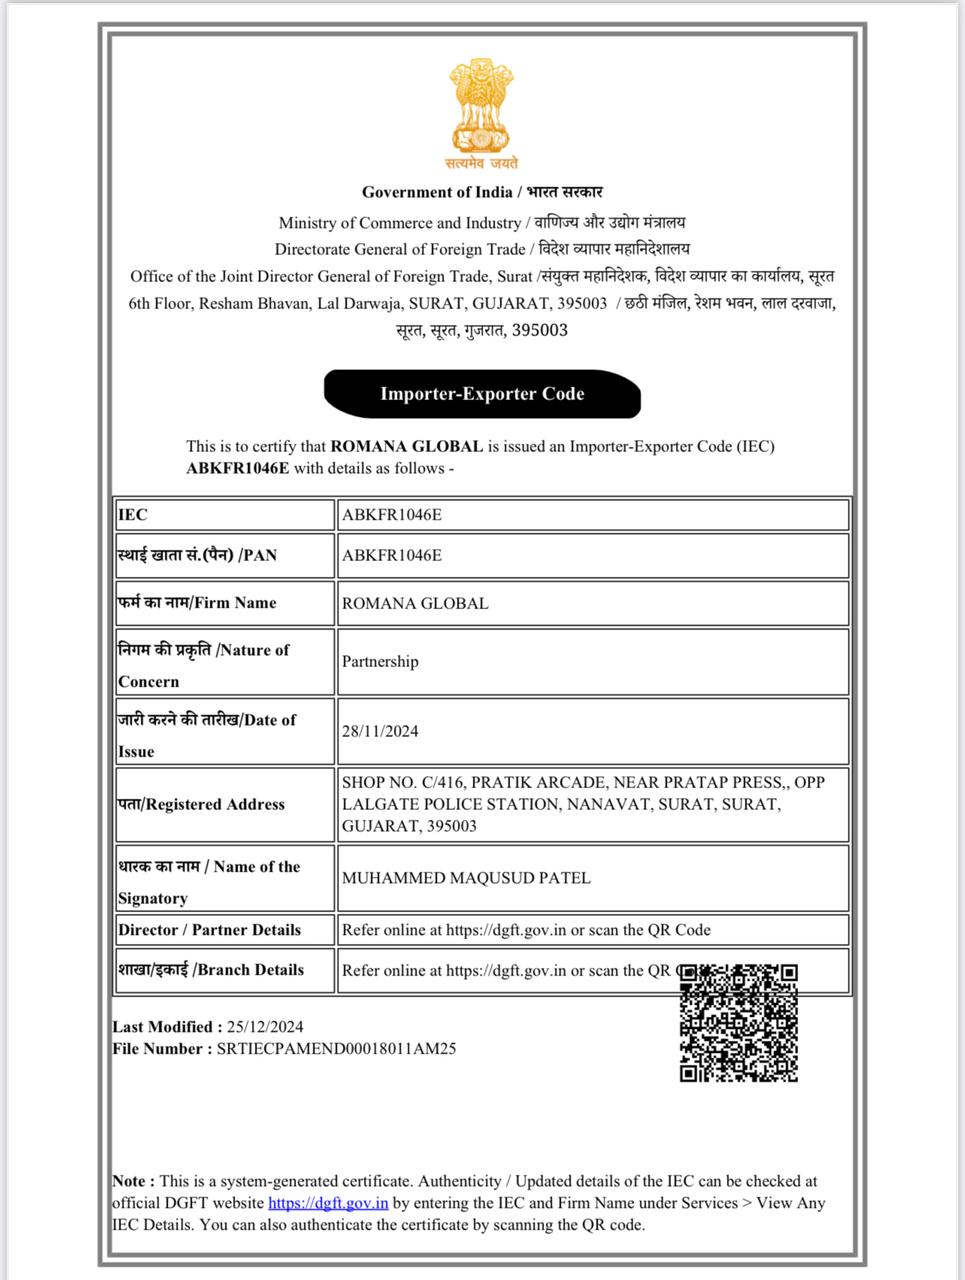 सत्यमेव जयते
Government of India / भारत सरकार
Ministry of Commerce and Industry / वाणिज्य और उद्योग मंत्रालय
Directorate General of Foreign Trade / विदेश व्यापार महानिदेशालय
Office of the Joint Director General of Foreign Trade, Surat /संयुक्त महानिदेशक, विदेश व्यापार का कार्यालय, सूरत
6th Floor, Resham Bhavan, Lal Darwaja, SURAT, GUJARAT, 395003 / छठी मंजिल, रेशम भवन, लाल दरवाजा,
सूरत, सूरत, गुजरात, 395003
Importer-Exporter Code
This is to certify that ROMANA GLOBAL is issued an Importer-Exporter Code (IEC)
ABKFR1046E with details as follows -
IEC ABKFR1046E
स्थाई खाता सं.(पैन) /PAN ABKFR1046E
फर्म का नाम/Firm Name ROMANA GLOBAL
निगम की प्रकृति /Nature of
Concern
Partnership
जारी करने की तारीख/Date of
Issue
28/11/2024
पता/Registered Address
SHOP NO. C/416, PRATIK ARCADE, NEAR PRATAP PRESS,, OPP
LALGATE POLICE STATION, NANAVAT, SURAT, SURAT,
GUJARAT, 395003
धारक का नाम / Name of the
Signatory
MUHAMMED MAQUSUD PATEL
Director / Partner Details Refer online at https://dgft.gov.in or scan the QR Code
शाखा/इकाई /Branch Details Refer online at https://dgft.gov.in or scan the QR
Last Modified : 25/12/2024
File Number : SRTIECPAMEND00018011AM25
Note : This is a system-generated certificate. Authenticity / Updated details of the IEC can be checked at
official DGFT website https://dgft.gov.in by entering the IEC and Firm Name under Services > View Any
IEC Details. You can also authenticate the certificate by scanning the QR code.